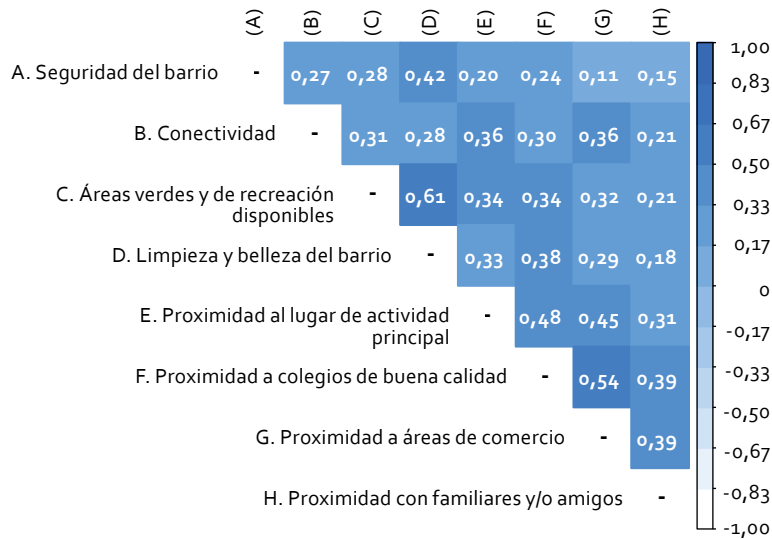 (A) (B) (C) (D) (E) (F) (G) (H)
A. Seguridad del barrio - 0,27 0,28 0,42 0,20 0,24 0,11 0,15
B. Conectividad - 0,31 0,28 0,36 0,30 0,36 0,21
C. Áreas verdes y de recreación
disponibles - 0,61 0,34 0,34 0,32 0,21
D. Limpieza y belleza del barrio - 0,33 0,38 0,29 0,18
E. Proximidad al lugar de actividad
principal - 0,48 0,45 0,31
F. Proximidad a colegios de buena calidad - 0,54 0,39
G. Proximidad a áreas de comercio - 0,39
H. Proximidad con familiares y/o amigos -
1,00
0,83
0,67
0,50
0,33
0,17
0
-0,17
-0,33
-0,50
-0,67
-0,83
-1,00